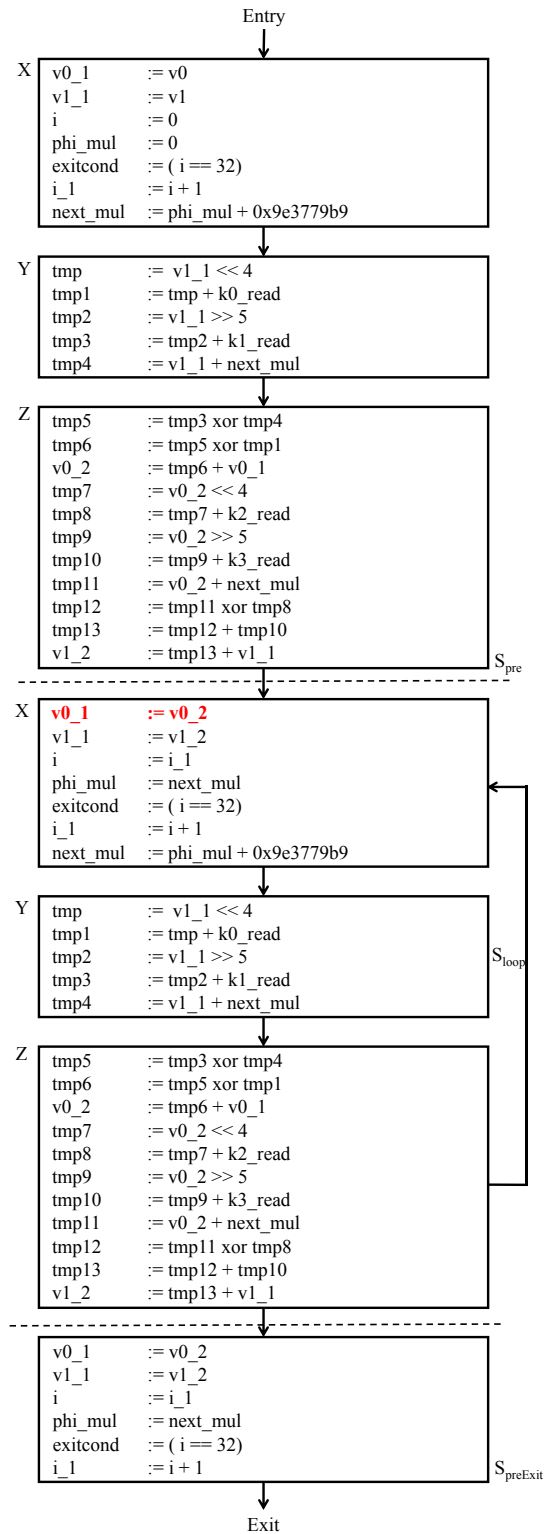 Entry
X
v0_1 := v0
v1_1 := v1
i := 0
phi_mul := 0
exitcond := ( i == 32)
i_1 := i + 1
next_mul := phi_mul + 0x9e3779b9
Y
tmp := v1_1 << 4
tmp1 := tmp + k0_read
tmp2 := v1_1 >> 5
tmp3 := tmp2 + k1_read
tmp4 := v1_1 + next_mul
Z
tmp5 := tmp3 xor tmp4
tmp6 := tmp5 xor tmp1
v0_2 := tmp6 + v0_1
tmp7 := v0_2 << 4
tmp8 := tmp7 + k2_read
tmp9 := v0_2 >> 5
tmp10 := tmp9 + k3_read
tmp11 := v0_2 + next_mul
tmp12 := tmp11 xor tmp8
tmp13 := tmp12 + tmp10
v1_2 := tmp13 + v1_1
Spre
X
v0_1 := v0_2
v1_1 := v1_2
i := i_1
phi_mul := next_mul
exitcond := ( i == 32)
i_1 := i + 1
next_mul := phi_mul + 0x9e3779b9
Y
tmp := v1_1 << 4
tmp1 := tmp + k0_read
tmp2 := v1_1 >> 5
tmp3 := tmp2 + k1_read
tmp4 := v1_1 + next_mul
Sloop
Z
tmp5 := tmp3 xor tmp4
tmp6 := tmp5 xor tmp1
v0_2 := tmp6 + v0_1
tmp7 := v0_2 << 4
tmp8 := tmp7 + k2_read
tmp9 := v0_2 >> 5
tmp10 := tmp9 + k3_read
tmp11 := v0_2 + next_mul
tmp12 := tmp11 xor tmp8
tmp13 := tmp12 + tmp10
v1_2 := tmp13 + v1_1
v0_1 := v0_2
v1_1 := v1_2
i := i_1
phi_mul := next_mul
exitcond := ( i == 32)
i_1 := i + 1
SpreExit
Exit